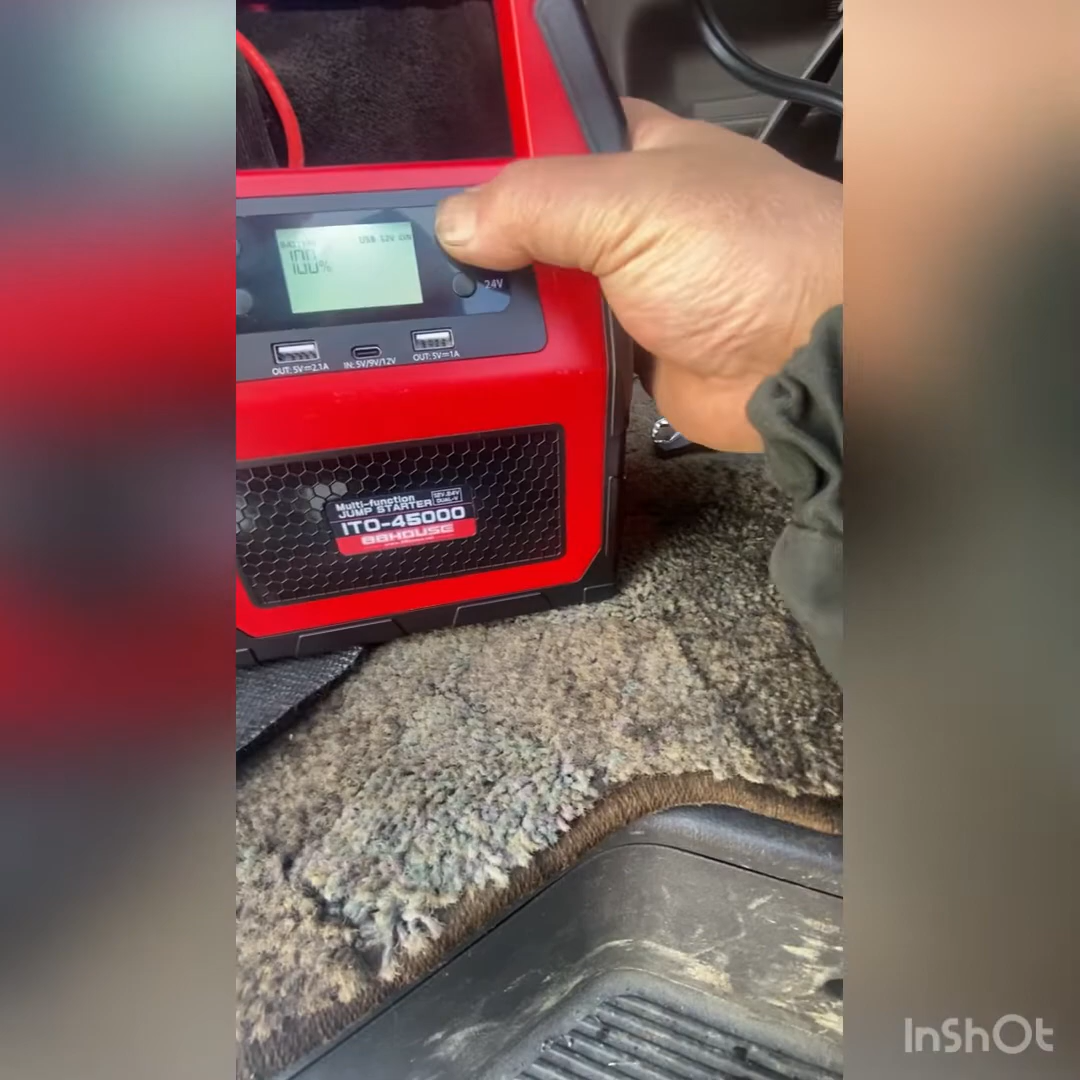 USB 12V
100%
24V
OUT:5V⎓2.1A
IN:5V/9V/12V
OUT:5V⎓1A
Multi-function
JUMP STARTER
12V.24V
DUAL-V
ITO-45000
BBHOUSE
InShOt